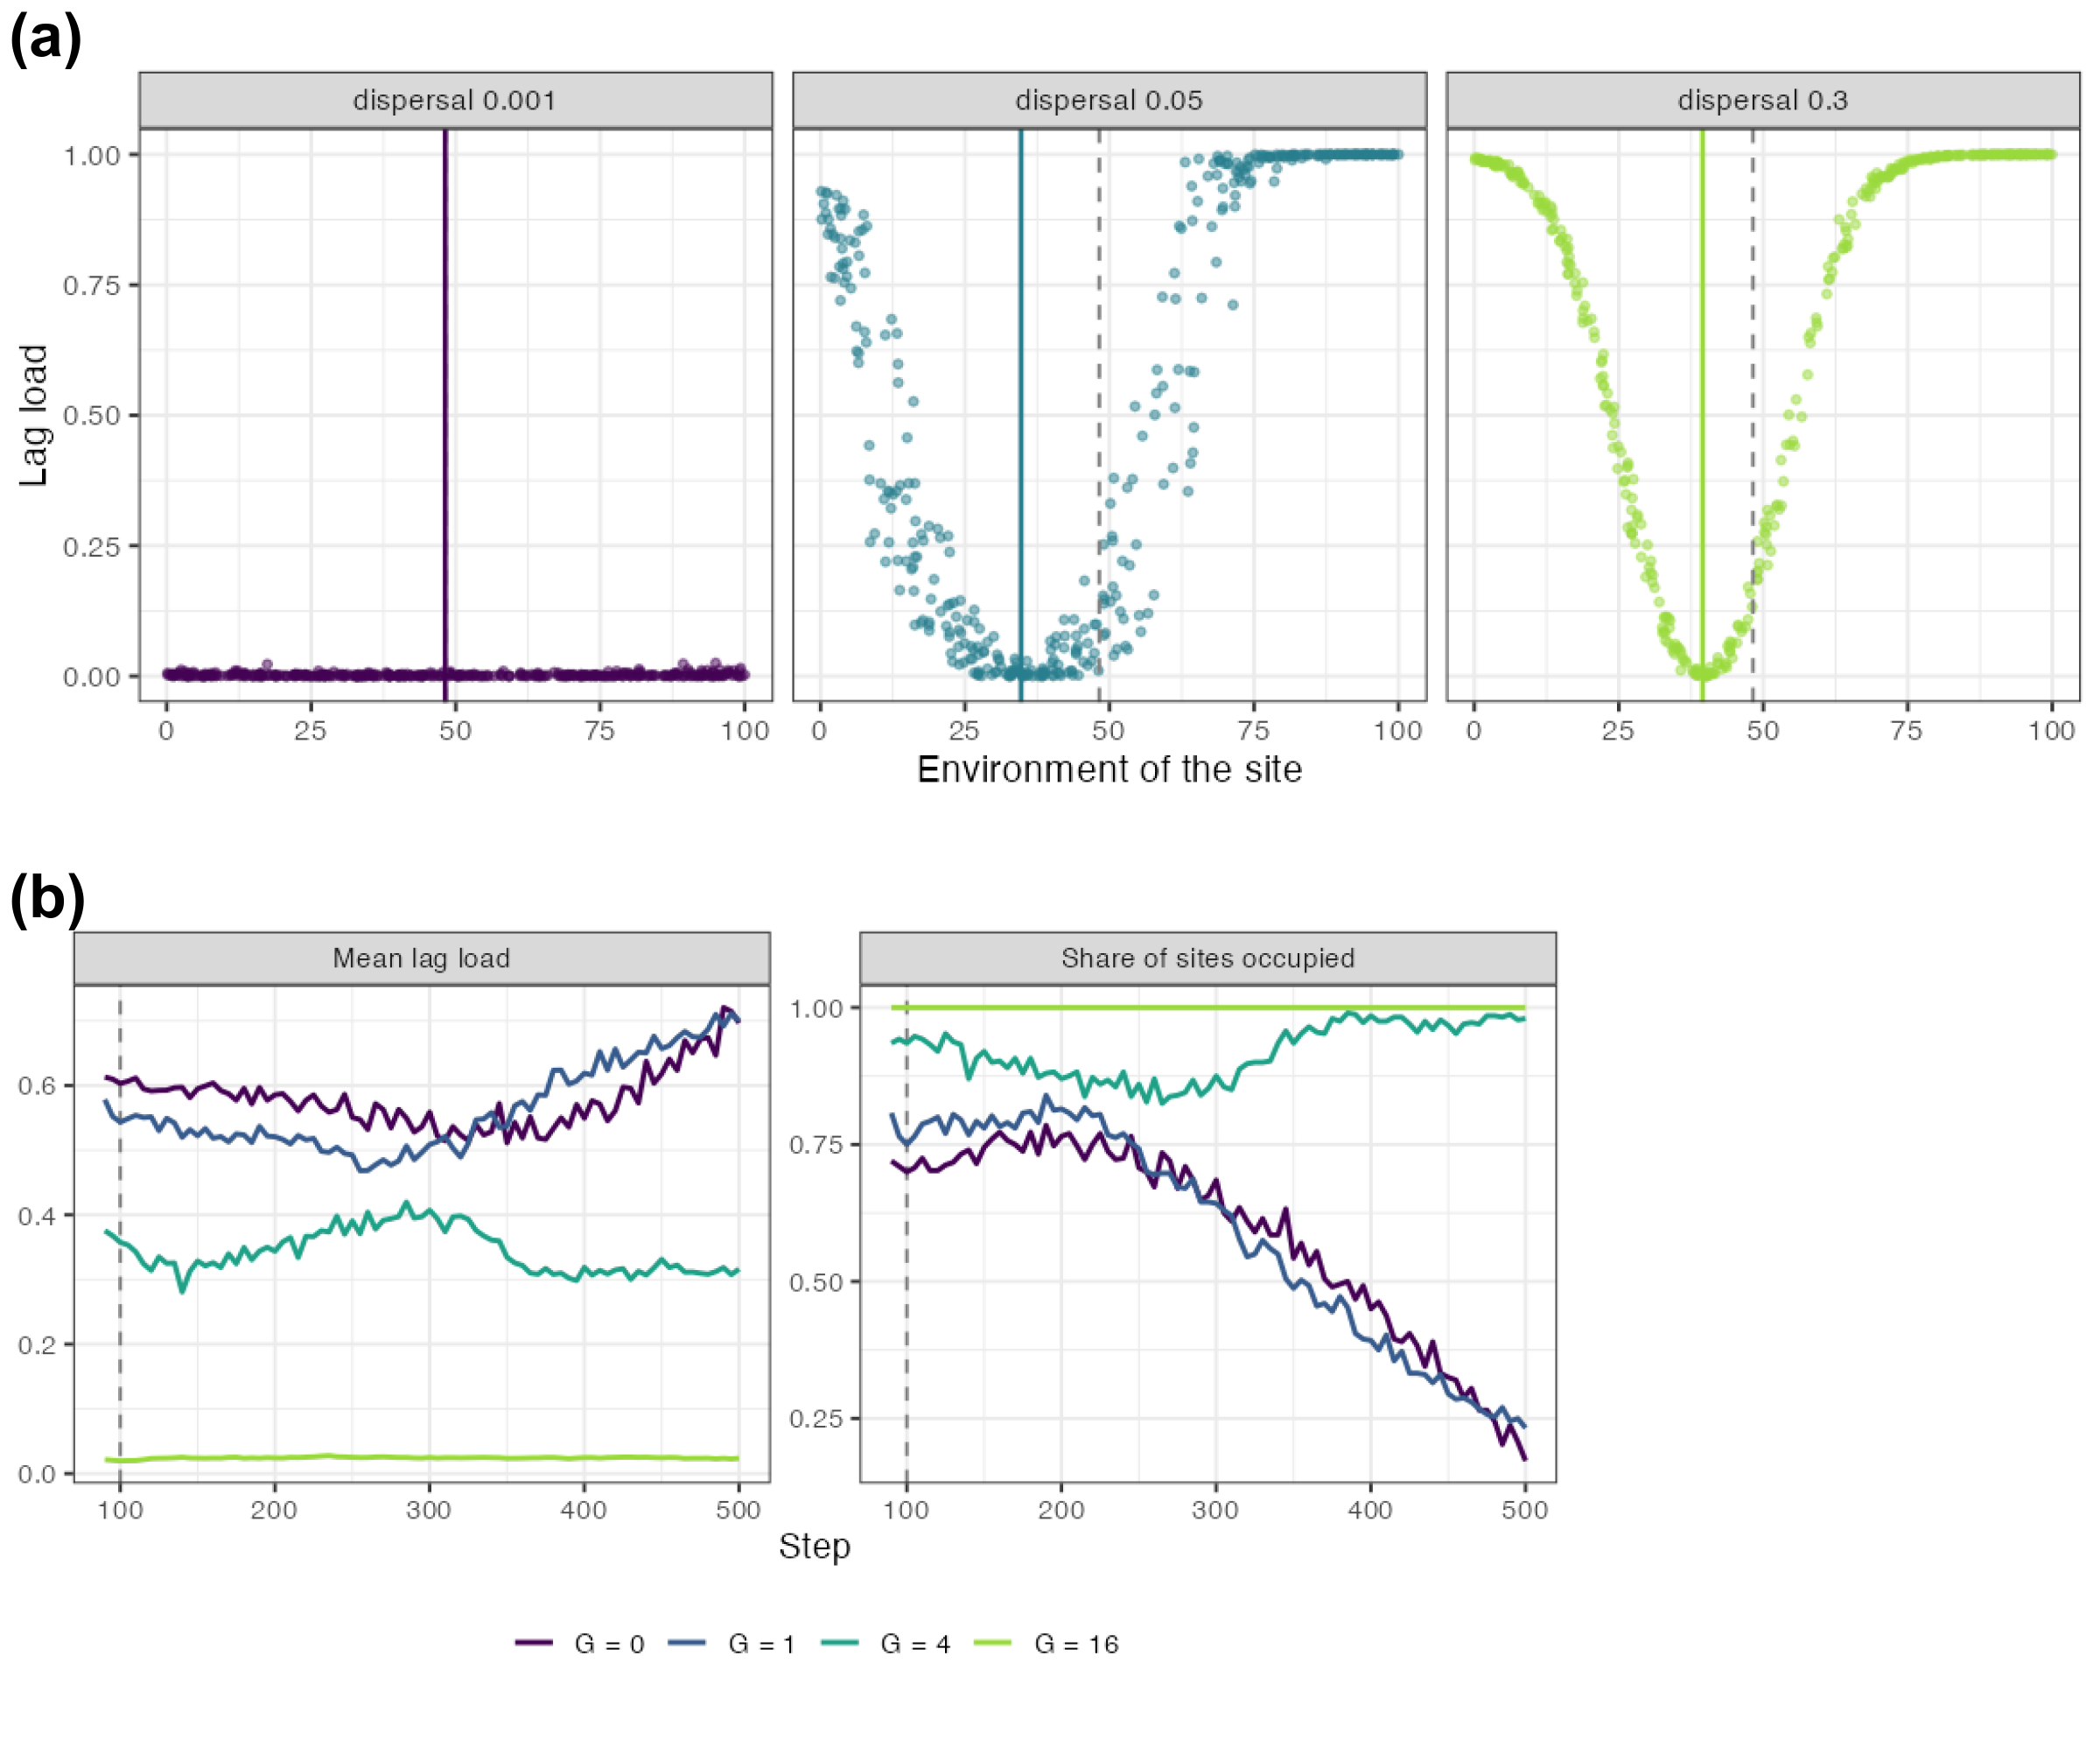 (a)
dispersal 0.001 dispersal 0.05 dispersal 0.3
1.00
0.75
0.50
0.25
0.00
Lag load
0 25 50 75 100 0 25 50 75 100 0 25 50 75 100
Environment of the site
(b)
Mean lag load Share of sites occupied
0.6
0.4
0.2
0.0
1.00
0.75
0.50
0.25
100 200 300 400 500 100 200 300 400 500
Step
G = 0 G = 1 G = 4 G = 16